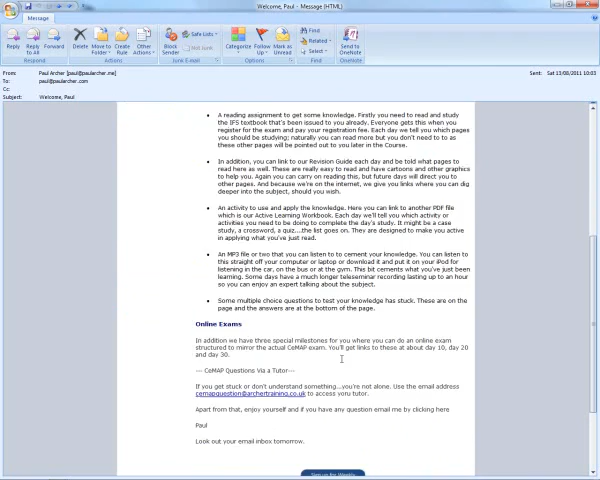 Welcome, Paul - Message (HTML)
Message
Reply
Reply to All
Forward
Delete
Move to Folder
Create Rule
Other Actions
Block Sender
Safe Lists
Not Junk
Categorize
Follow Up
Mark as Unread
Find
Related
Select
Send to OneNote
Respond
Actions
Junk E-mail
Options
Find
OneNote
From: Paul Archer [paul@paularcher.me]
Sent: Sat 13/08/2011 10:03
To: paul@paularcher.com
Cc:
Subject: Welcome, Paul
• A reading assignment to get some knowledge. Firstly you need to read and study
the IFS textbook that's been issued to you already. Everyone gets this when you
register for the exam and pay your registration fee. Each day we tell you which pages
you should be studying; naturally you can read more but you don't need to to as
these other pages will be pointed out to you later in the Course.
• In addition, you can link to our Revision Guide each day and be told what pages to
read here as well. These are really easy to read and have cartoons and other graphics
to help you. Again you can carry on reading this, but future days will direct you to
other pages. And because we're on the internet, we give you links where you can dig
deeper into the subject, should you wish.
• An activity to use and apply the knowledge. Here you can link to another PDF file
which is our Active Learning Workbook. Each day we'll tell you which activity or
activities you need to be doing to complete the day's study. It might be a case
study, a crossword, a quiz....the list goes on. They are designed to make you active
in applying what you've just read.
• An MP3 file or two that you can listen to to cement your knowledge. You can listen to
this straight off your computer or laptop or download it and put it on your iPod for
listening in the car, on the bus or at the gym. This bit cements what you've just been
learning. Some days have a much longer teleseminar recording lasting up to an hour
so you can enjoy an expert talking about the subject.
• Some multiple choice questions to test your knowledge has stuck. These are on the
page and the answers are at the bottom of the page.
Online Exams
In addition we have three special milestones for you where you can do an online exam
structured to mirror the actual CeMAP exam. You'll get links to these at about day 10, day 20
and day 30.
--- CeMAP Questions Via a Tutor---
If you get stuck or don't understand something...you're not alone. Use the email address
cemapquestion@archertraining.co.uk to access yoru tutor.
Apart from that, enjoy yourself and if you have any question email me by clicking here
Paul
Look out your email inbox tomorrow.